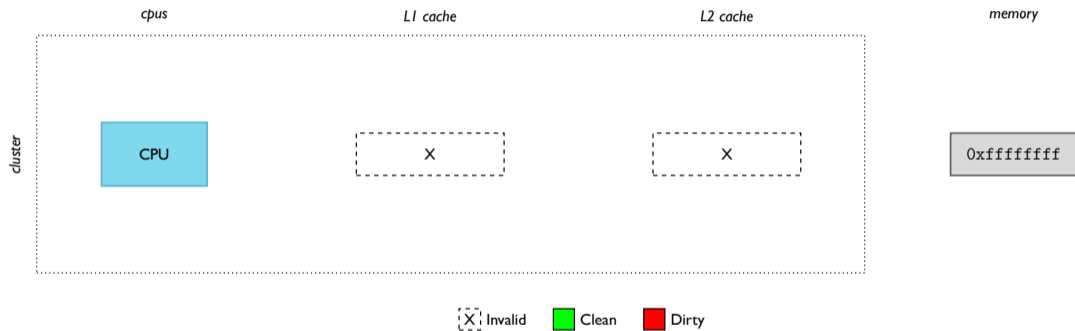 cpus L1 cache L2 cache memory
cluster
CPU X X 0xffffffff
X Invalid Clean Dirty